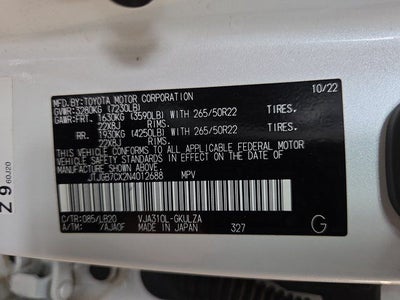 MFD.BY:TOYOTA MOTOR CORPORATION 10/22
GVWR:3280KG (7230LB)
GAWR:FRT. 1630KG (3590LB) WITH 265/50R22 TIRES,
22X8J RIMS.
RR. 1930KG (4250LB) WITH 265/50R22 TIRES,
22X8J RIMS.
THIS VEHICLE CONFORMS TO ALL APPLICABLE FEDERAL MOTOR
VEHICLE SAFETY STANDARDS IN EFFECT ON THE DATE OF
MANUFACTURE SHOWN ABOVE.
JTJGB7CX2N4012688 MPV
C/TR:085/LB20 VJA310L-GKULZA G
A/TM: /AJA0F MADE IN JAPAN 327
Z 9 60J20